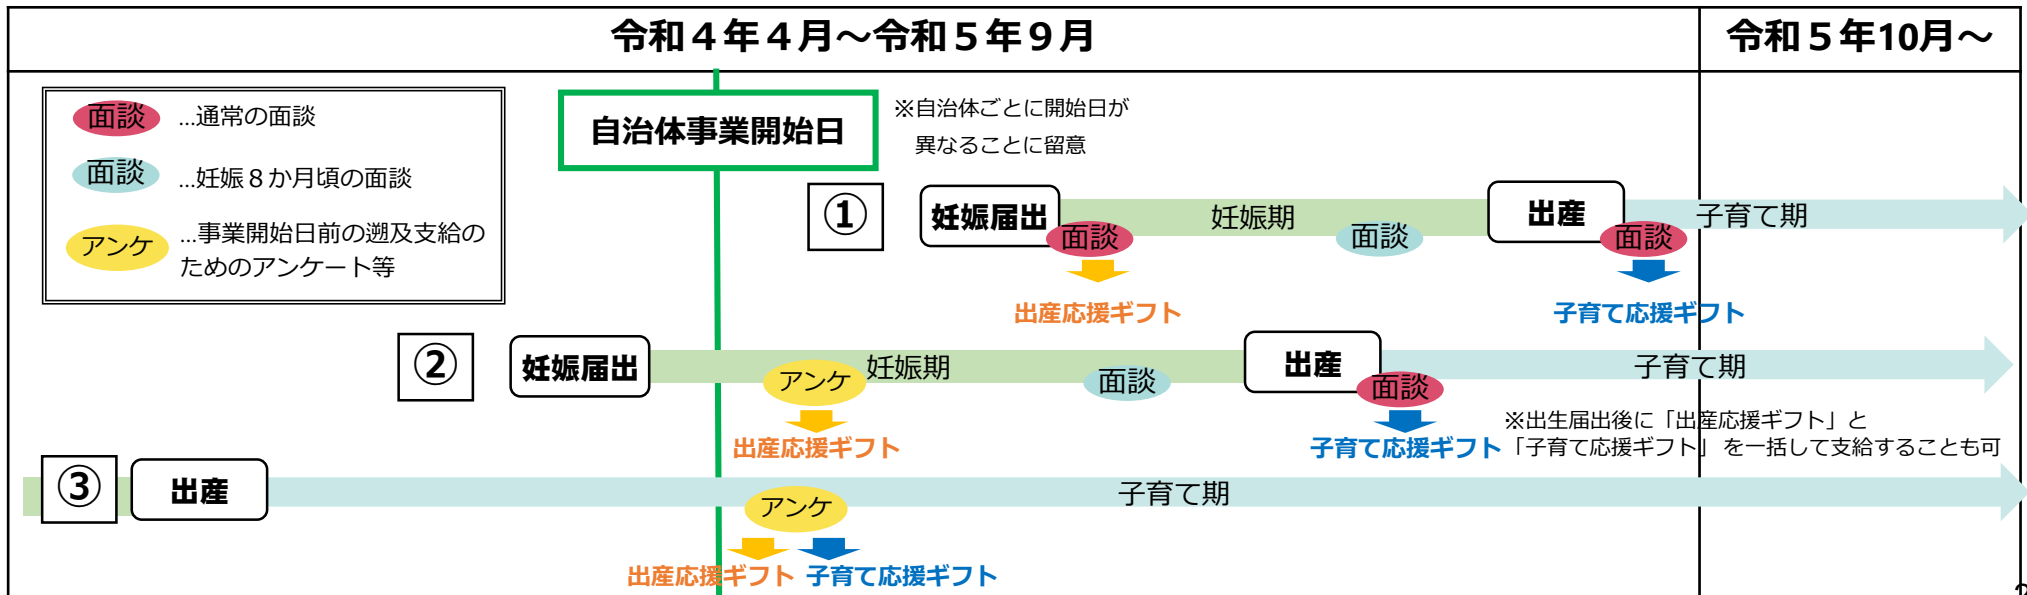 令和４年４月～令和５年９月
令和５年10月～
面談 …通常の面談
面談 …妊娠８か月頃の面談
アンケ …事業開始日前の遡及支給の
ためのアンケート等
自治体事業開始日
※自治体ごとに開始日が
異なることに留意
① 妊娠届出 面談 妊娠期 面談 出産 面談 子育て期
出産応援ギフト 子育て応援ギフト
② 妊娠届出 アンケ 妊娠期 面談 出産 面談 子育て期
出産応援ギフト 子育て応援ギフト
※出生届出後に「出産応援ギフト」と
「子育て応援ギフト」 を一括して支給することも可
③ 出産 アンケ 子育て期
出産応援ギフト 子育て応援ギフト